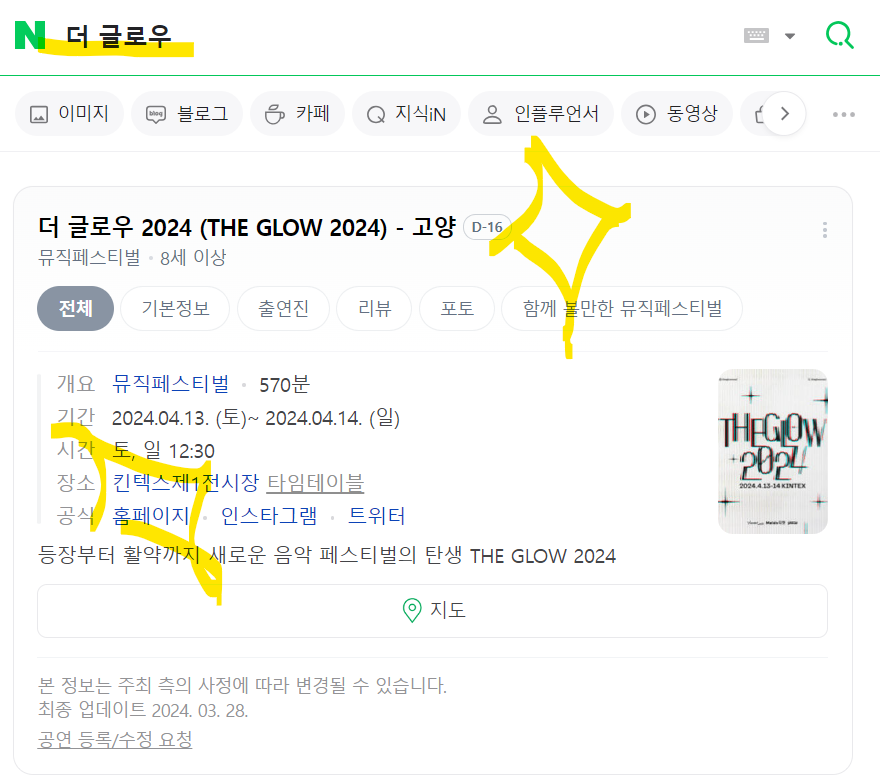 N 더 글로우
이미지 블로그 카페 지식iN 인플루언서 동영상
더 글로우 2024 (THE GLOW 2024) - 고양 D-16
뮤직페스티벌 · 8세 이상
전체 기본정보 출연진 리뷰 포토 함께 볼만한 뮤직페스티벌
개요 뮤직페스티벌 · 570분
기간 2024.04.13. (토)~ 2024.04.14. (일)
시간 토, 일 12:30
장소 킨텍스제1전시장 타임테이블
공식 홈페이지 · 인스타그램 · 트위터
등장부터 활약까지 새로운 음악 페스티벌의 탄생 THE GLOW 2024
THE GLOW
2024
2024.4.13-14 KINTEX
지도
본 정보는 주최 측의 사정에 따라 변경될 수 있습니다.
최종 업데이트 2024. 03. 28.
공연 등록/수정 요청